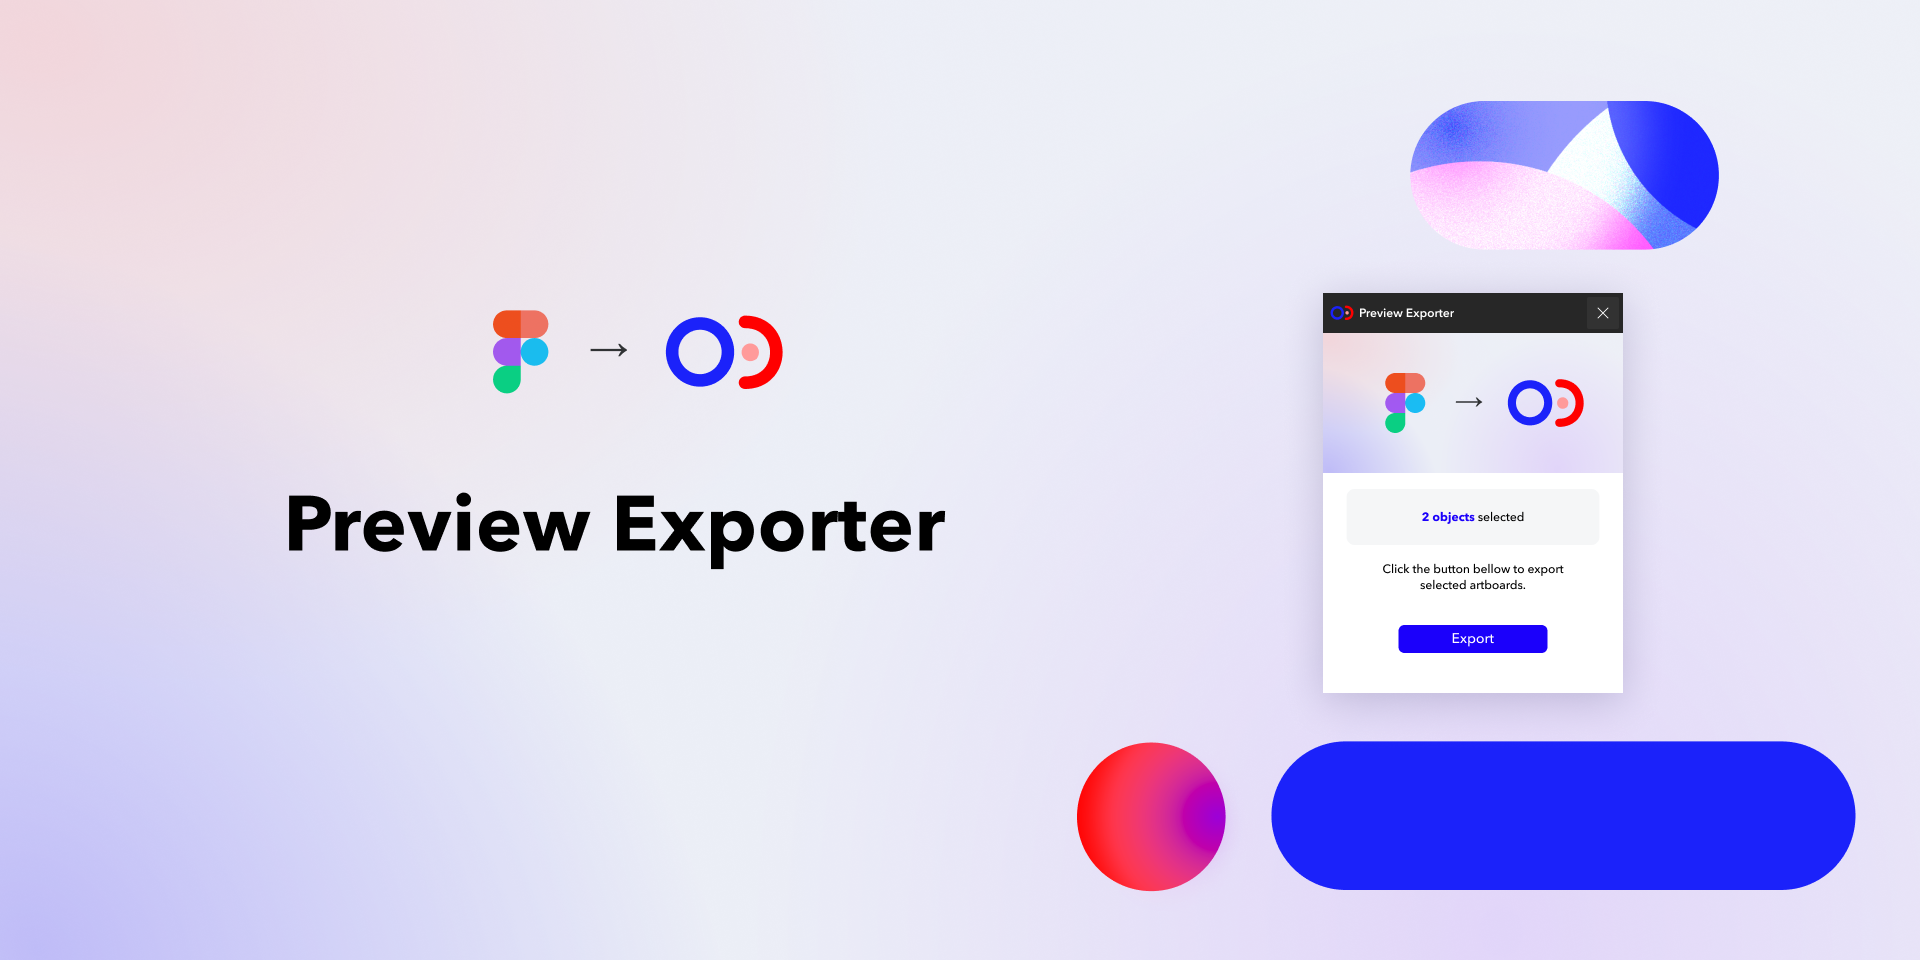 Preview Exporter
Preview Exporter
2 objects selected
Click the button bellow to export
selected artboards.
Export